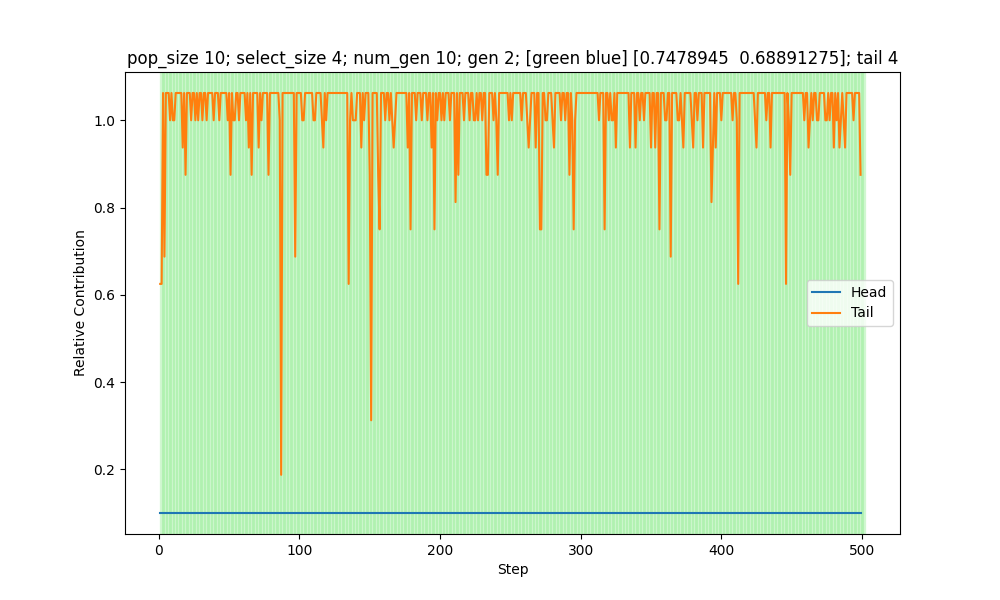 pop_size 10; select_size 4; num_gen 10; gen 2; [green blue] [0.7478945  0.68891275]; tail 4
1.0
0.8
0.6
0.4
0.2
Relative Contribution
Head
Tail
0 100 200 300 400 500
Step